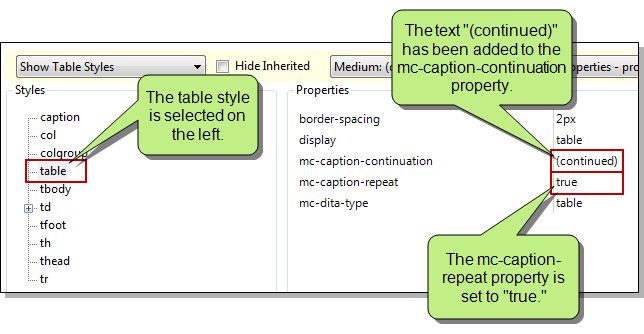 The text "(continued)"
has been added to the
mc-caption-continuation
property.
Show Table Styles
Hide Inherited
Medium: (
operties - pro
Styles
Properties
The table style
is selected on
the left.
caption
col
colgroup
table
tbody
td
tfoot
th
thead
tr
border-spacing 2px
display table
mc-caption-continuation (continued)
mc-caption-repeat true
mc-dita-type table
The mc-caption-
repeat property is
set to "true."